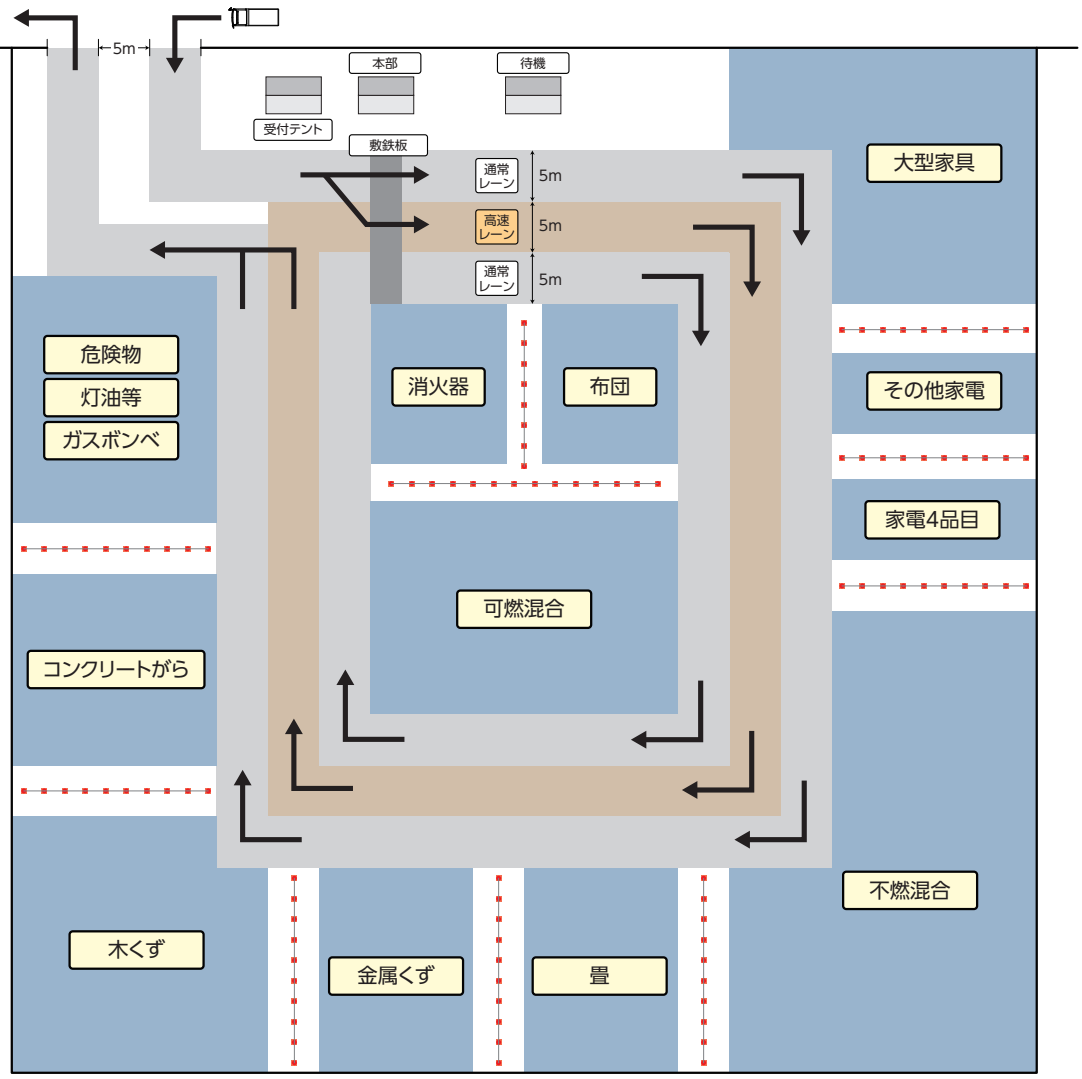 5m
本部
待機
受付テント
敷鉄板
通常
レーン
5m
高速
レーン
5m
通常
レーン
5m
大型家具
危険物
灯油等
ガスボンベ
消火器
布団
その他家電
家電4品目
可燃混合
コンクリートがら
不燃混合
木くず
金属くず
畳